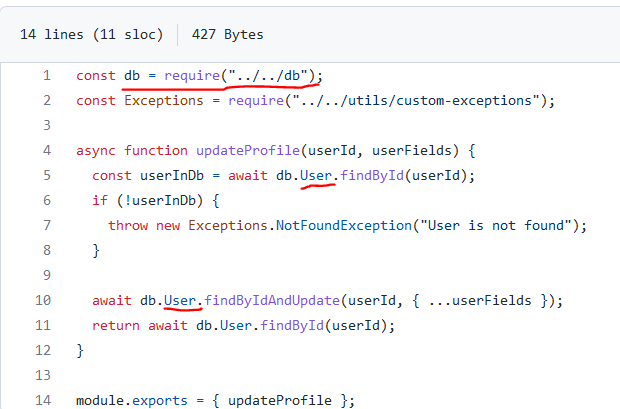 14 lines (11 sloc) 427 Bytes
1 const db = require("../../db");
2 const Exceptions = require("../../utils/custom-exceptions");
3
4 async function updateProfile(userId, userFields) {
5 const userInDb = await db.User.findById(userId);
6 if (!userInDb) {
7 throw new Exceptions.NotFoundException("User is not found");
8 }
9
10 await db.User.findByIdAndUpdate(userId, { ...userFields });
11 return await db.User.findById(userId);
12 }
13
14 module.exports = { updateProfile };